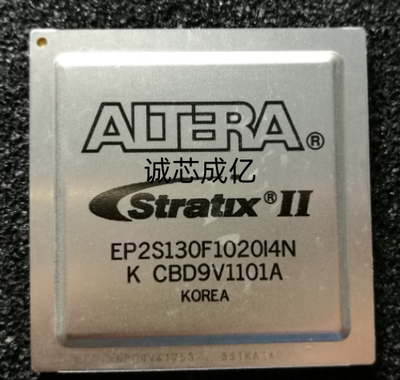 ALTERA®
诚芯成亿
Stratix® II
EP2S130F1020I4N
K CBD9V1101A
KOREA